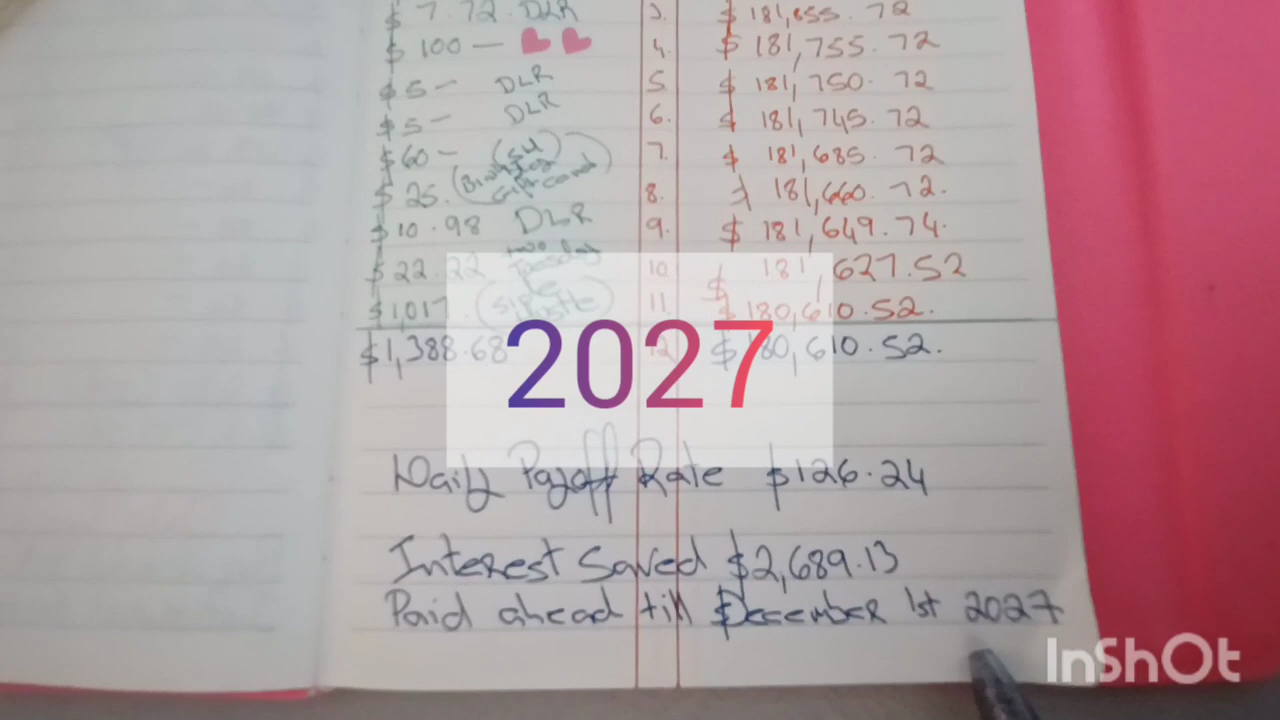 $ 7.72. DLR 3. $ 181,855.72
$ 100 — 4. $ 181,755.72
$5 — DLR 5. $ 181,750.72
$5 — DLR 6. $ 181,745.72
$60 — 7. $ 181,685.72
$ 25. 8. $ 181,660.72.
$10.98 DLR 9. $ 181,649.74.
$22.22 Tuesday 10. $ 181,627.52
$1,017. 11. $180,610.52.
$1,388.68 12. $180,610.52.
2027
Daily Payoff Rate $126.24
Interest Saved $2,689.13
Paid ahead till December 1st 2027
InShOt